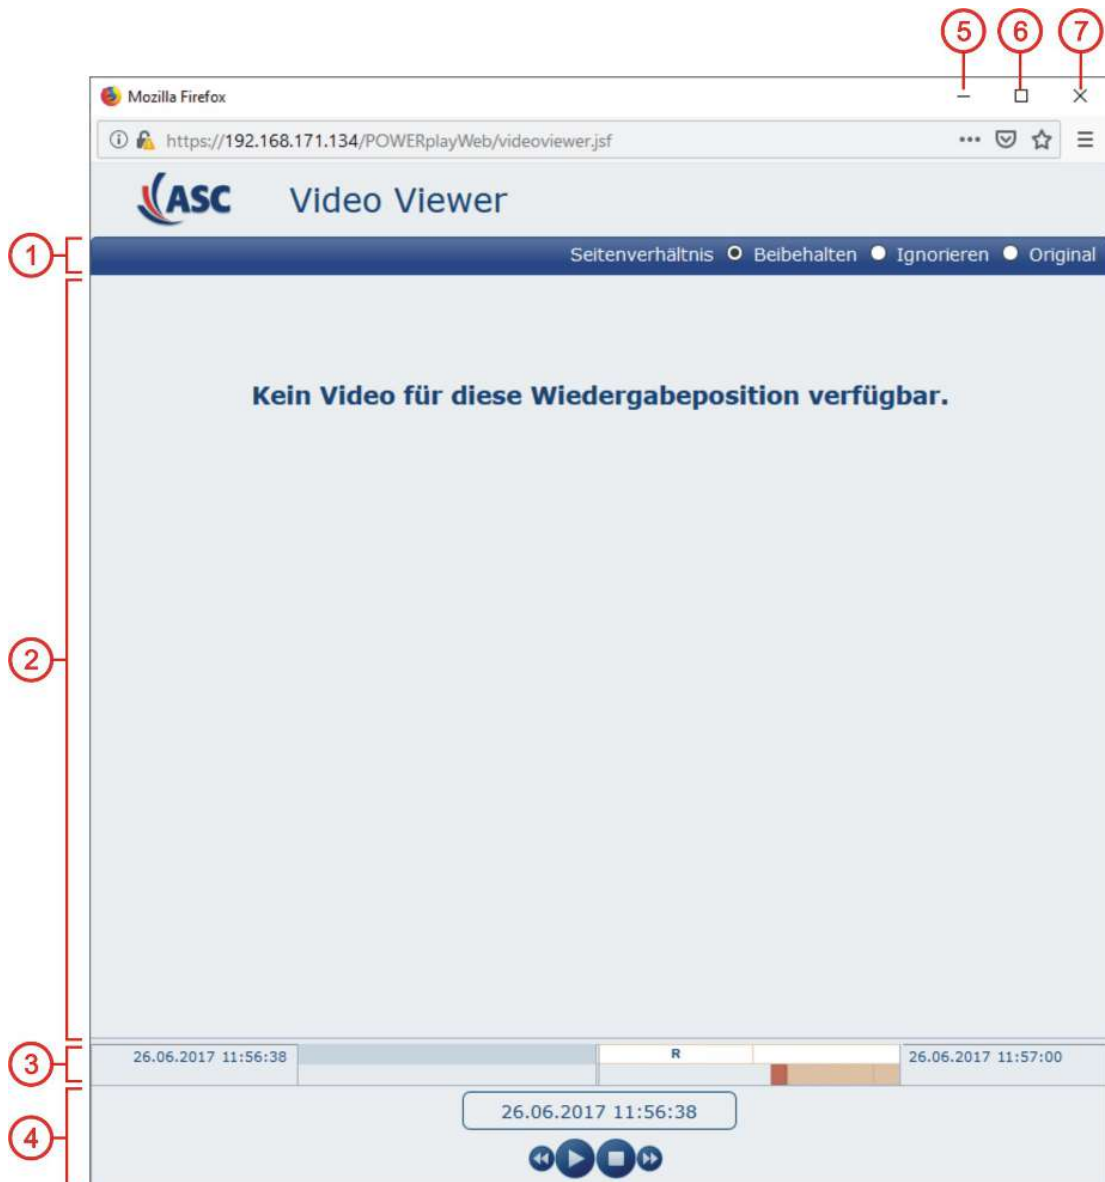 5 6 7
Mozilla Firefox
https://192.168.171.134/POWERplayWeb/videoviewer.jsf
ASC Video Viewer
1
Seitenverhältnis Beibehalten Ignorieren Original
Kein Video für diese Wiedergabeposition verfügbar.
2
3
26.06.2017 11:56:38 R 26.06.2017 11:57:00
4
26.06.2017 11:56:38